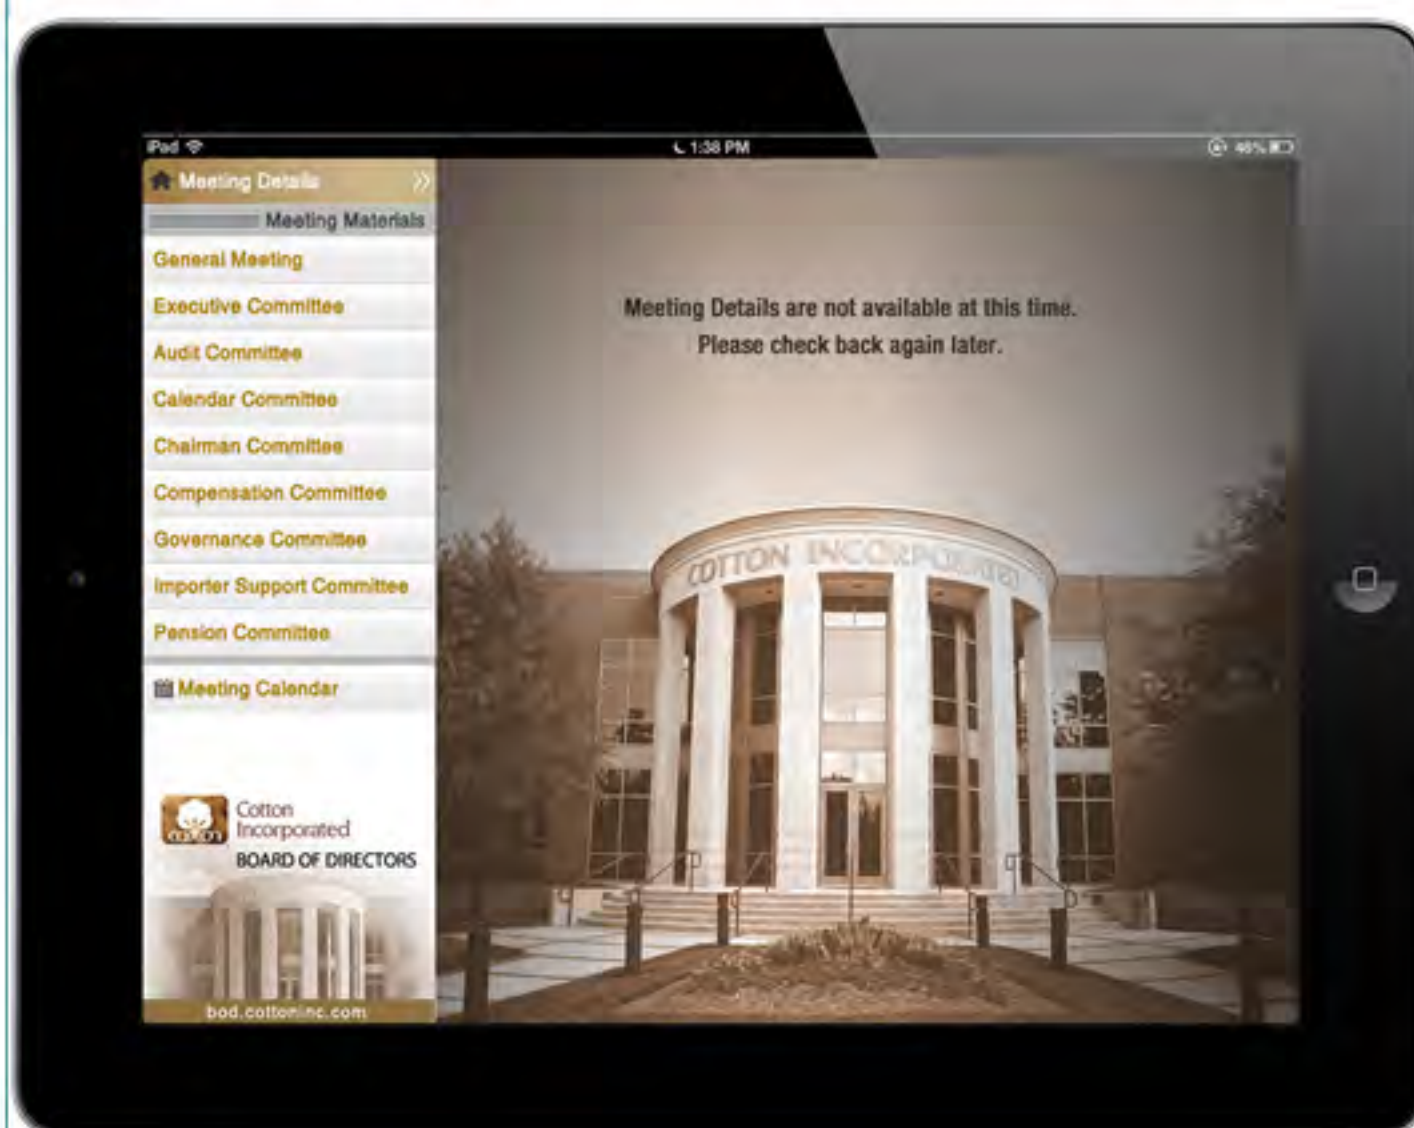 iPad
1:38 PM
46%
Meeting Details
Meeting Materials
General Meeting
Executive Committee
Audit Committee
Calendar Committee
Chairman Committee
Compensation Committee
Governance Committee
Importer Support Committee
Pension Committee
Meeting Calendar
Cotton
Incorporated
BOARD OF DIRECTORS
bod.cottoninc.com
Meeting Details are not available at this time.
Please check back again later.
COTTON INCORPORATED